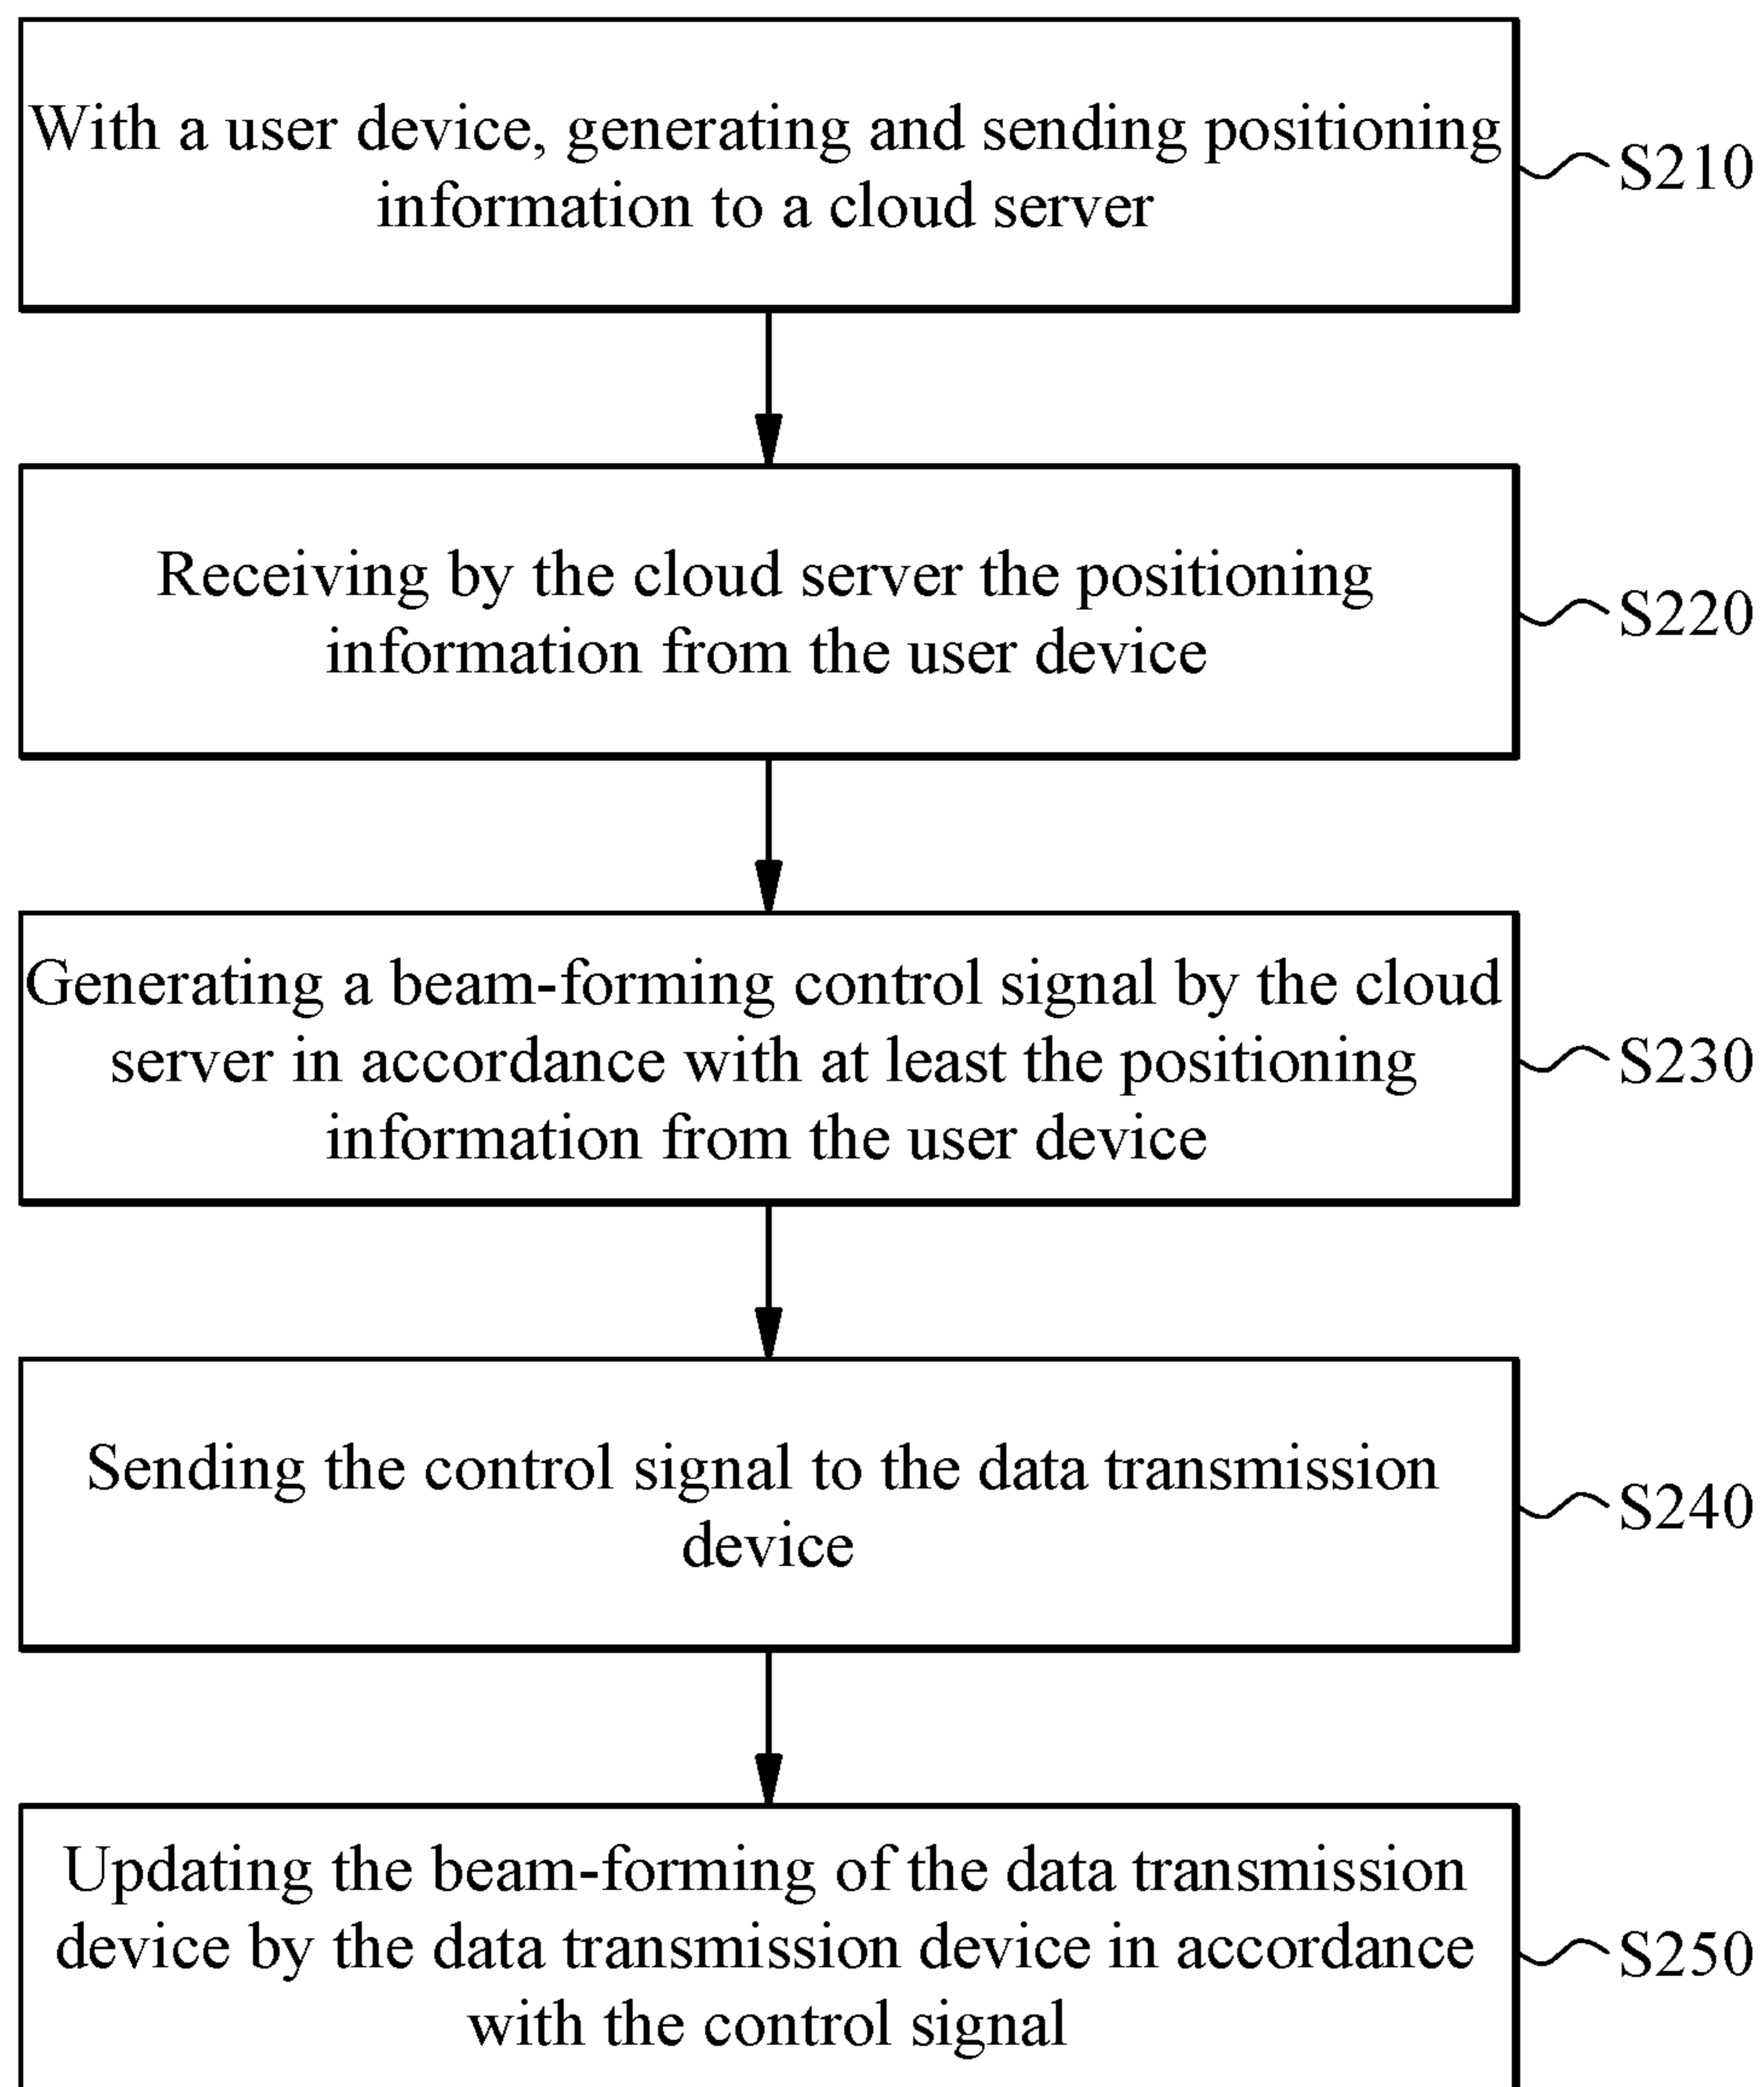 With a user device, generating and sending positioning
information to a cloud server
S210
Receiving by the cloud server the positioning
information from the user device
S220
Generating a beam-forming control signal by the cloud
server in accordance with at least the positioning
information from the user device
S230
Sending the control signal to the data transmission
device
S240
Updating the beam-forming of the data transmission
device by the data transmission device in accordance
with the control signal
S250